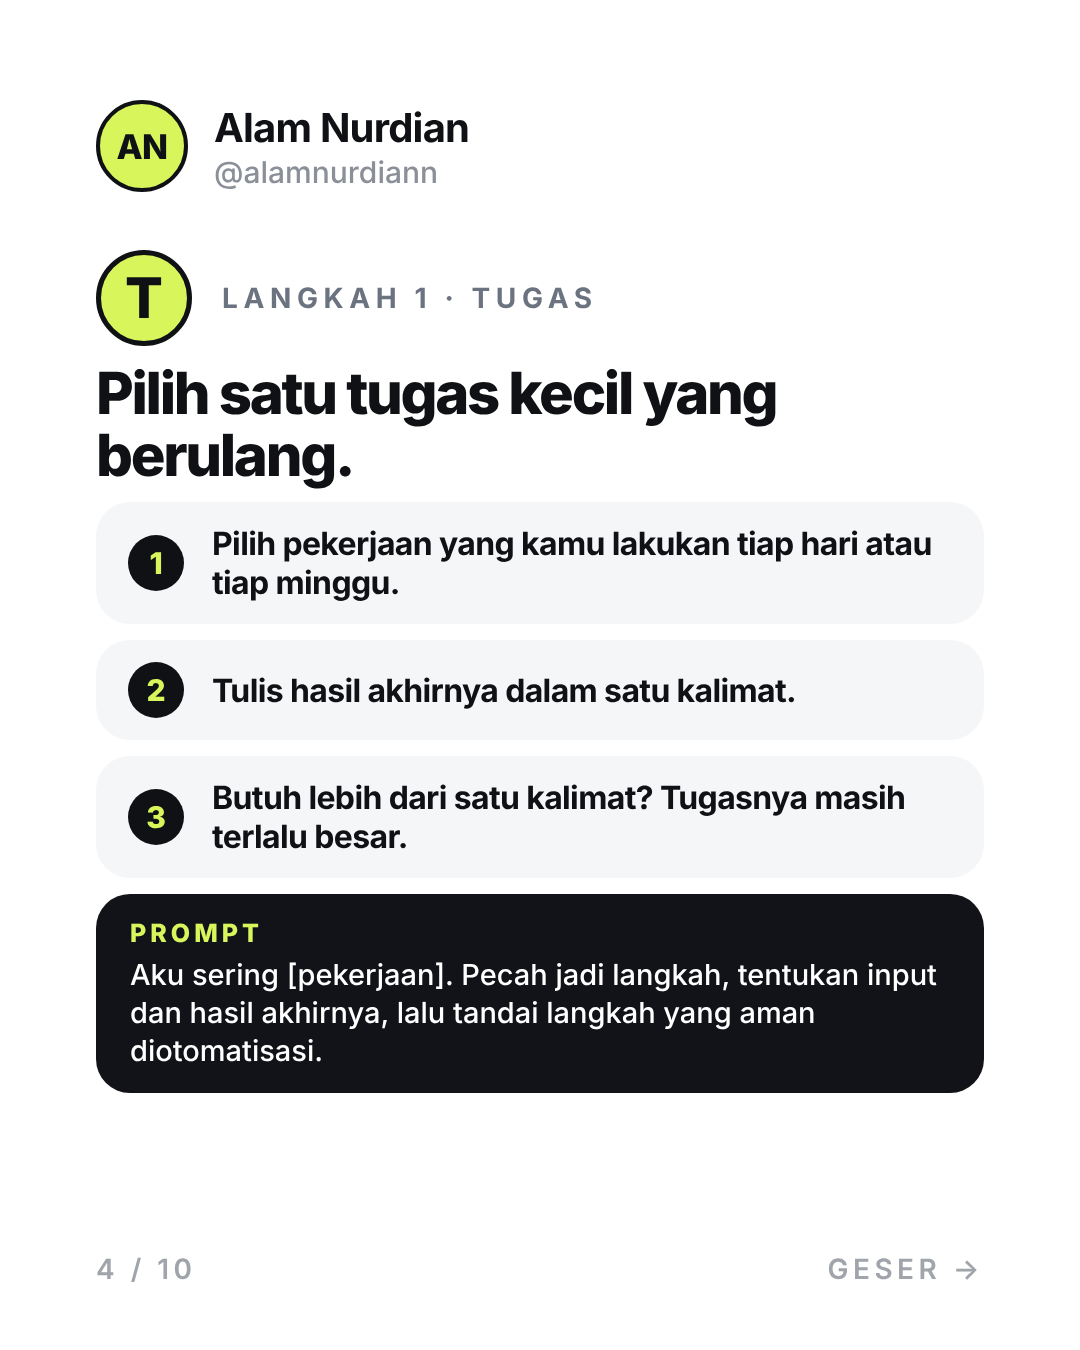 AN
Alam Nurdian
@alamnurdiann
T
LANGKAH 1 · TUGAS
Pilih satu tugas kecil yang
berulang.
1
Pilih pekerjaan yang kamu lakukan tiap hari atau
tiap minggu.
2
Tulis hasil akhirnya dalam satu kalimat.
3
Butuh lebih dari satu kalimat? Tugasnya masih
terlalu besar.
PROMPT
Aku sering [pekerjaan]. Pecah jadi langkah, tentukan input
dan hasil akhirnya, lalu tandai langkah yang aman
diotomatisasi.
4 / 10
GESER →